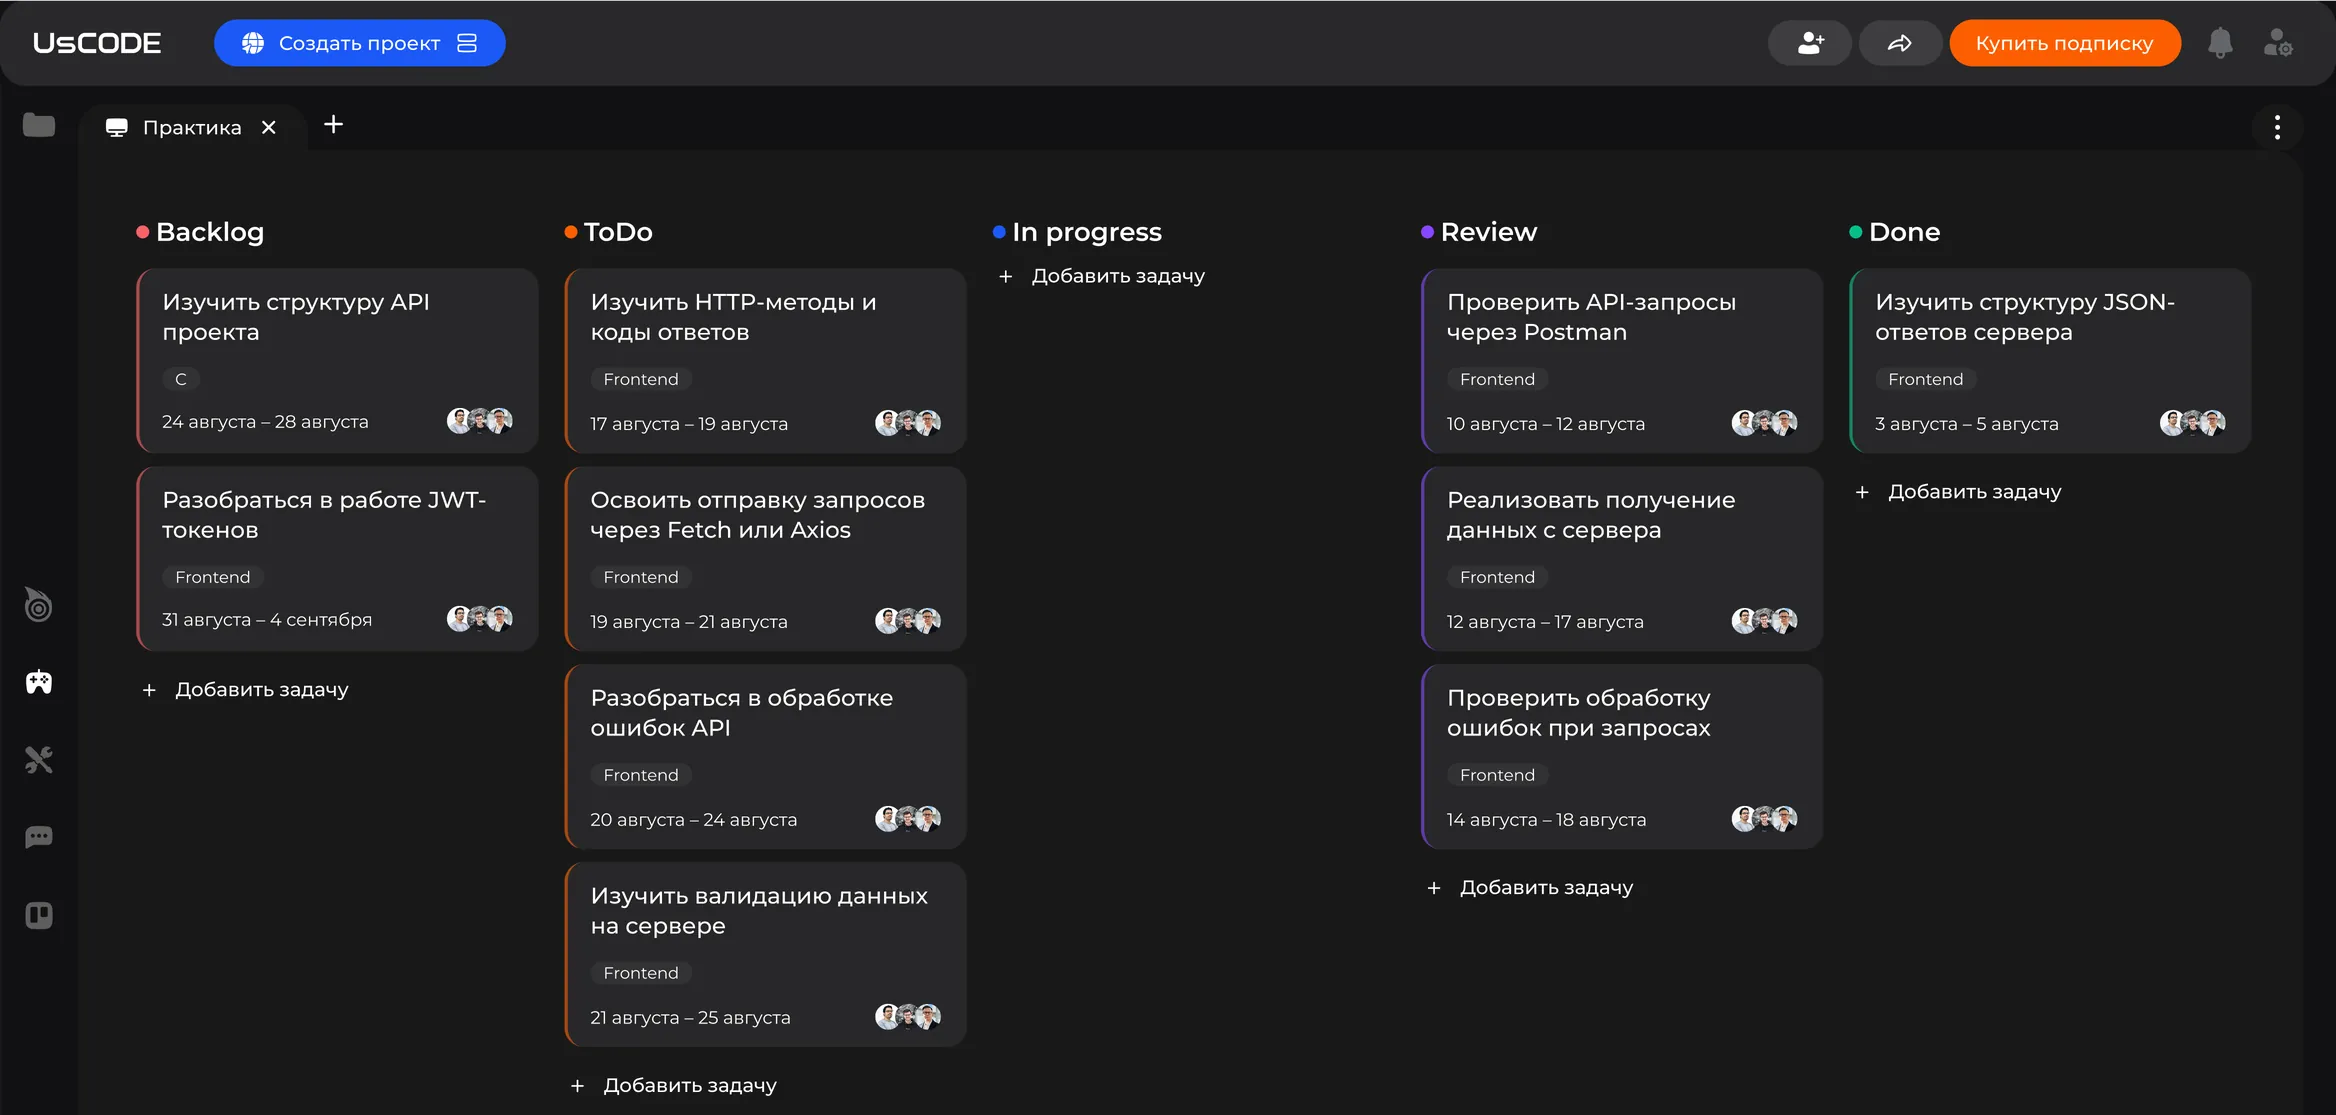 UsCODE
Создать проект
Купить подписку
Практика
Backlog
Изучить структуру API
проекта
C
24 августа – 28 августа
Разобраться в работе JWT-
токенов
Frontend
31 августа – 4 сентября
+ Добавить задачу
ToDo
Изучить HTTP-методы и
коды ответов
Frontend
17 августа – 19 августа
Освоить отправку запросов
через Fetch или Axios
Frontend
19 августа – 21 августа
Разобраться в обработке
ошибок API
Frontend
20 августа – 24 августа
Изучить валидацию данных
на сервере
Frontend
21 августа – 25 августа
+ Добавить задачу
In progress
+ Добавить задачу
Review
Проверить API-запросы
через Postman
Frontend
10 августа – 12 августа
Реализовать получение
данных с сервера
Frontend
12 августа – 17 августа
Проверить обработку
ошибок при запросах
Frontend
14 августа – 18 августа
+ Добавить задачу
Done
Изучить структуру JSON-
ответов сервера
Frontend
3 августа – 5 августа
+ Добавить задачу